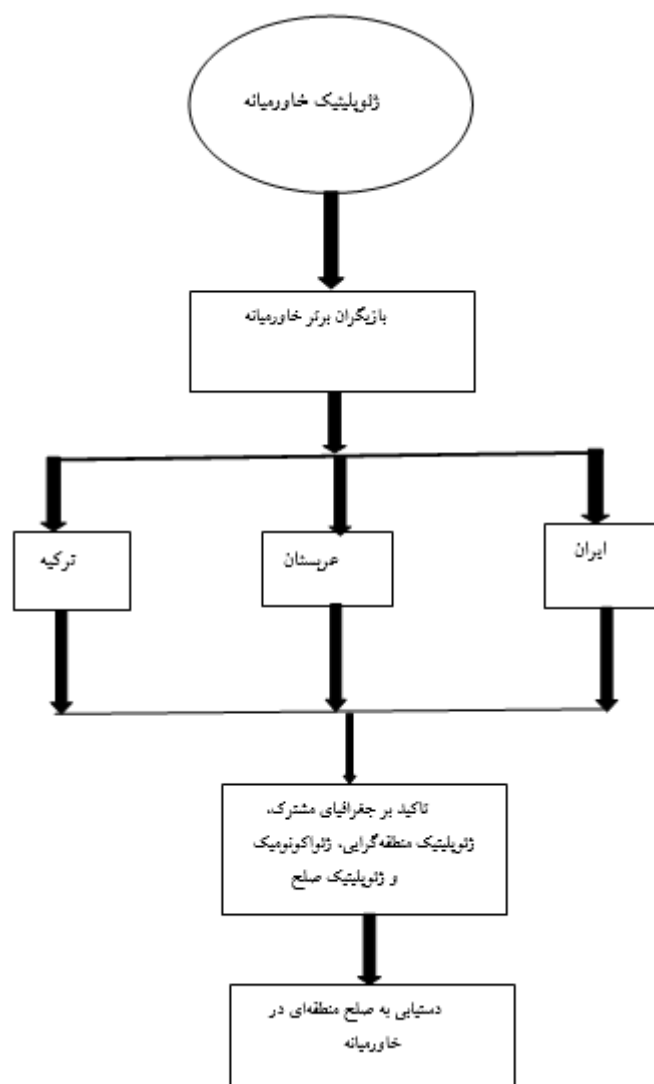 ژئوپلیتیک خاورمیانه
بازیگران برتر خاورمیانه
ایران
عربستان
ترکیه
تاکید بر جغرافیای مشترک،
ژئوپلیتیک منطقه‌گرایی، ژئواکونومیک
و ژئوپلیتیک صلح
دستیابی به صلح منطقه‌ای در
خاورمیانه